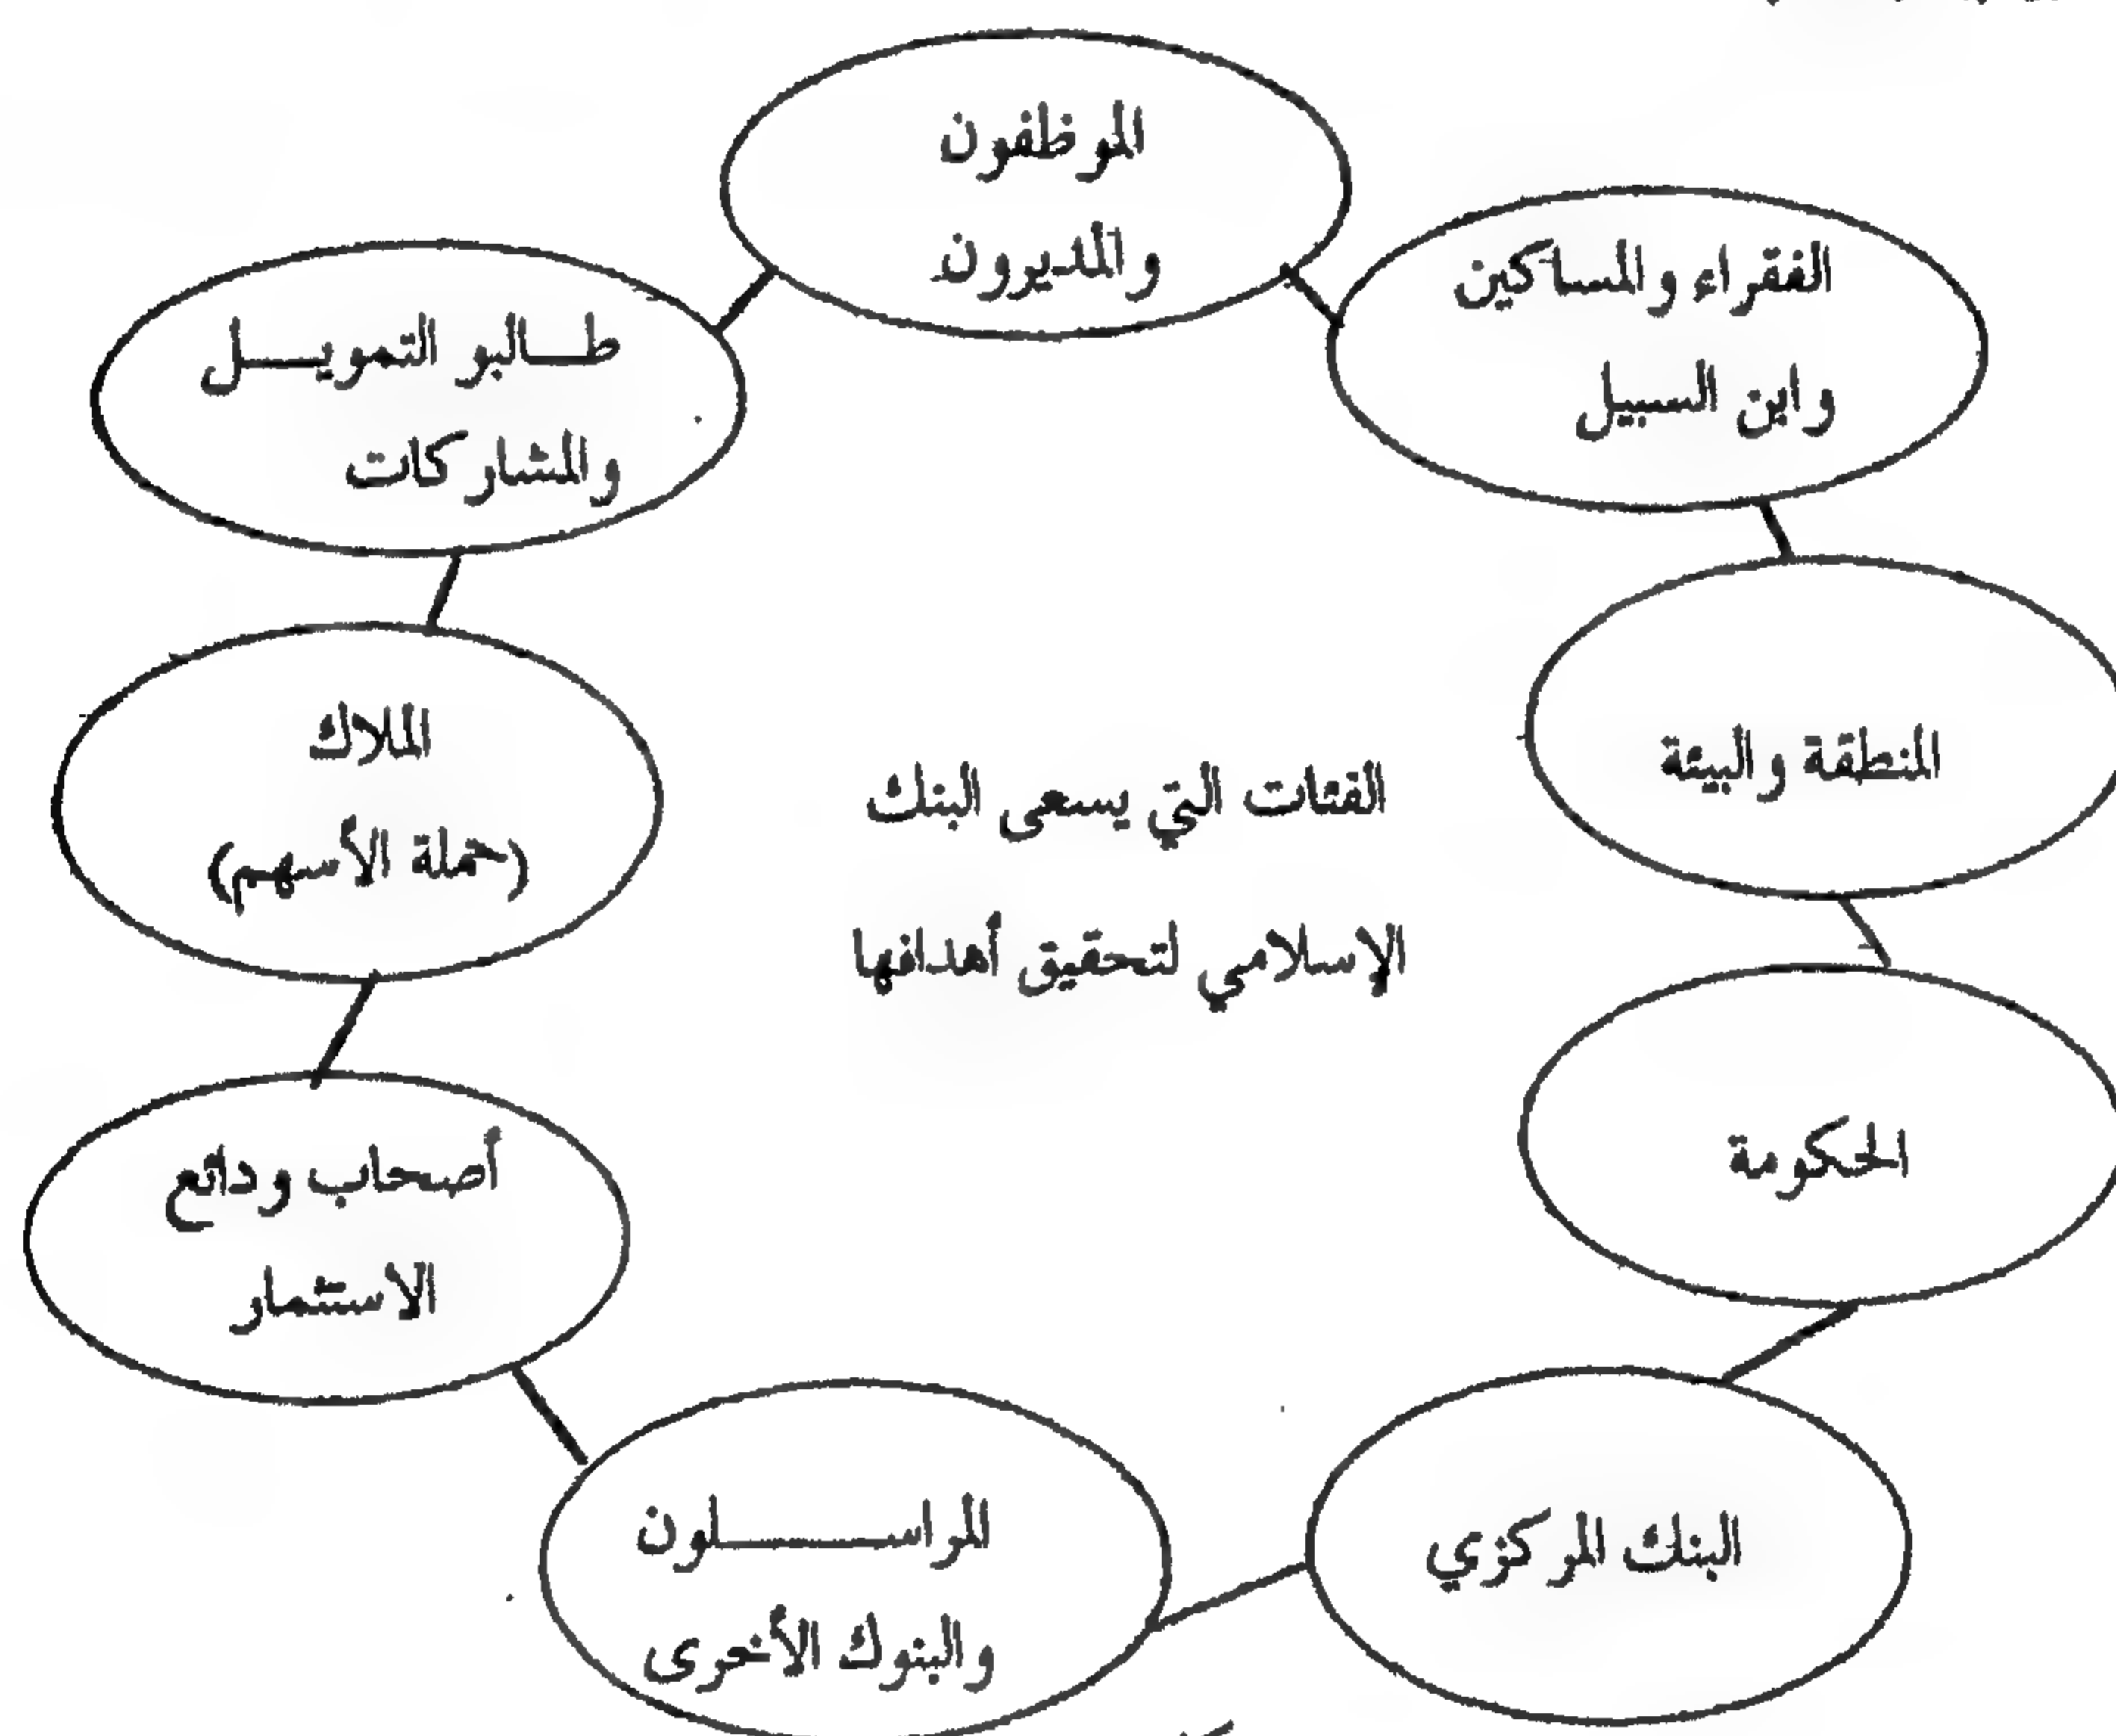 الموظفون
والمديرون
الفقراء والمساكين
وابن السبيل
طالبو التمويل
والمشاركات
المنطقة والبيئة
الملاك
(حملة الأسهم)
الفئات التي يسعى البنك
الإسلامي لتحقيق أهدافها
الحكومة
أصحاب ودائع
الاستثمار
البنك المركزي
المراسلون
والبنوك الأخرى